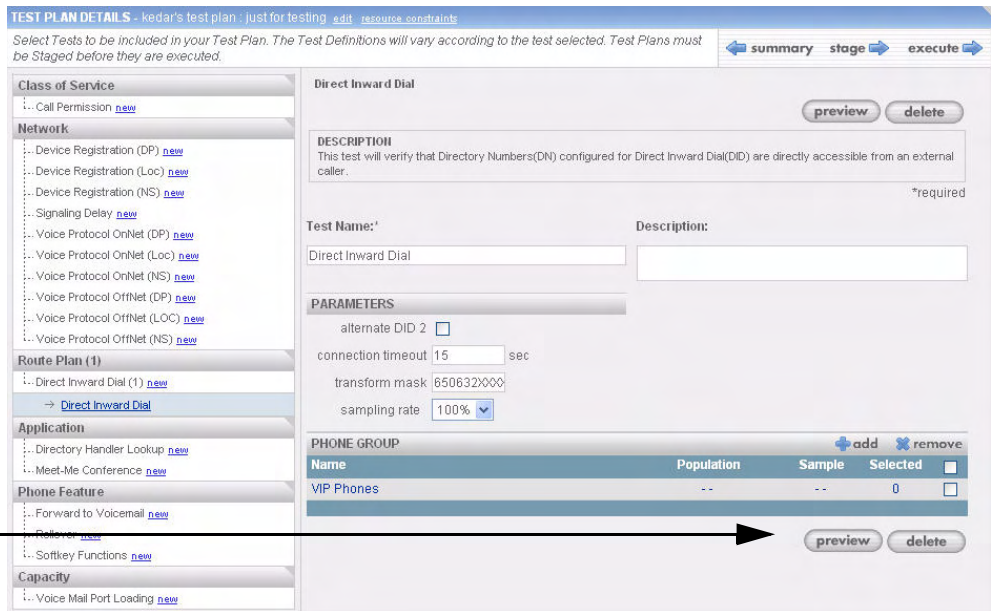 TEST PLAN DETAILS - kedar's test plan : just for testing edit resource constraints
Select Tests to be included in your Test Plan. The Test Definitions will vary according to the test selected. Test Plans must
be Staged before they are executed.
summary stage execute
Class of Service
Call Permission new
Network
Device Registration (DP) new
Device Registration (Loc) new
Device Registration (NS) new
Signaling Delay new
Voice Protocol OnNet (DP) new
Voice Protocol OnNet (Loc) new
Voice Protocol OnNet (NS) new
Voice Protocol OffNet (DP) new
Voice Protocol OffNet (LOC) new
Voice Protocol OffNet (NS) new
Route Plan (1)
Direct Inward Dial (1) new
→ Direct Inward Dial
Application
Directory Handler Lookup new
Meet-Me Conference new
Phone Feature
Forward to Voicemail new
Rollover new
Softkey Functions new
Capacity
Voice Mail Port Loading new
Direct Inward Dial
preview delete
DESCRIPTION
This test will verify that Directory Numbers(DN) configured for Direct Inward Dial(DID) are directly accessible from an external
caller.
*required
Test Name:* Description:
Direct Inward Dial
PARAMETERS
alternate DID 2
connection timeout 15 sec
transform mask 650632XXXX
sampling rate 100%
PHONE GROUP add remove
Name Population Sample Selected
VIP Phones -- -- 0
preview delete